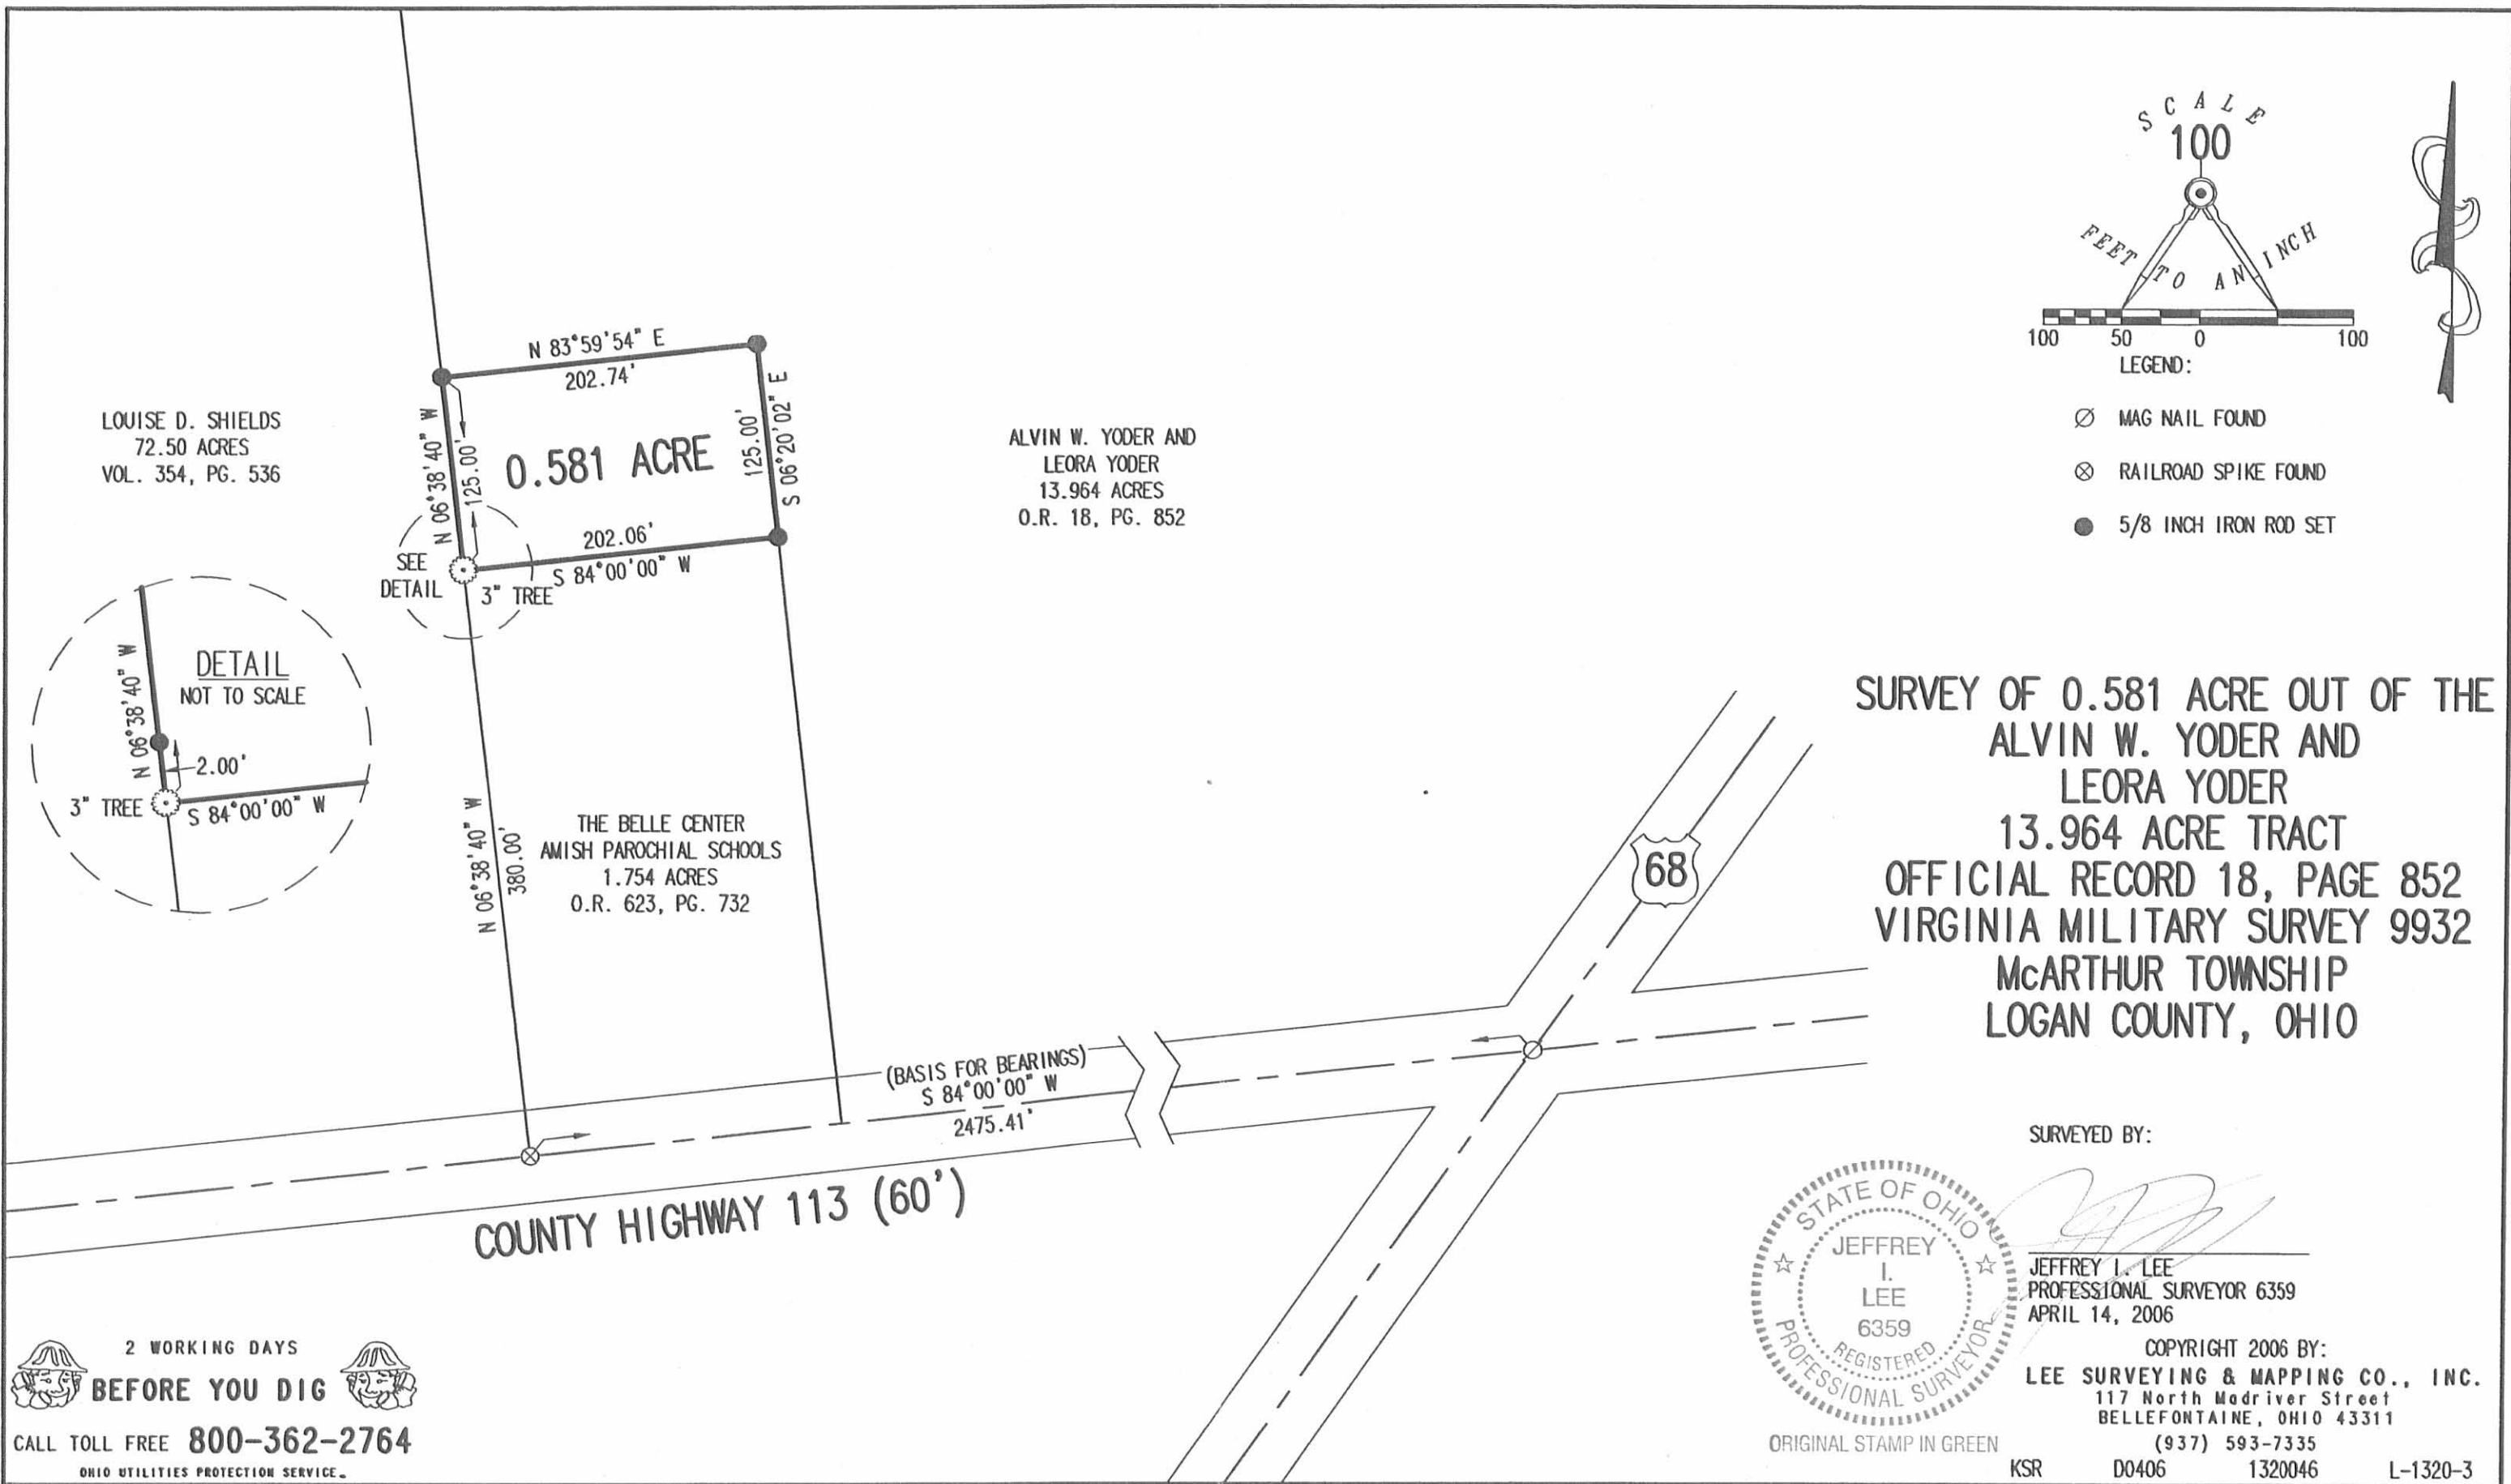 SCALE
100
FEET TO AN INCH
100 50 0 100
LEGEND:
Ø MAG NAIL FOUND
⊗ RAILROAD SPIKE FOUND
● 5/8 INCH IRON ROD SET
N 83°59'54" E
202.74'
LOUISE D. SHIELDS
72.50 ACRES
VOL. 354, PG. 536
N 06°38'40" W
125.00'
0.581 ACRE
125.00'
S 06°20'02" E
ALVIN W. YODER AND
LEORA YODER
13.964 ACRES
O.R. 18, PG. 852
202.06'
S 84°00'00" W
SEE
DETAIL
3" TREE
DETAIL
NOT TO SCALE
N 06°38'40" W
2.00'
3" TREE
S 84°00'00" W
N 06°38'40" W
380.00'
THE BELLE CENTER
AMISH PAROCHIAL SCHOOLS
1.754 ACRES
O.R. 623, PG. 732
68
SURVEY OF 0.581 ACRE OUT OF THE
ALVIN W. YODER AND
LEORA YODER
13.964 ACRE TRACT
OFFICIAL RECORD 18, PAGE 852
VIRGINIA MILITARY SURVEY 9932
McARTHUR TOWNSHIP
LOGAN COUNTY, OHIO
(BASIS FOR BEARINGS)
S 84°00'00" W
2475.41'
COUNTY HIGHWAY 113 (60')
SURVEYED BY:
STATE OF OHIO
JEFFREY
I.
LEE
6359
REGISTERED
PROFESSIONAL SURVEYOR
ORIGINAL STAMP IN GREEN
JEFFREY I. LEE
PROFESSIONAL SURVEYOR 6359
APRIL 14, 2006
COPYRIGHT 2006 BY:
LEE SURVEYING & MAPPING CO., INC.
117 North Madriver Street
BELLEFONTAINE, OHIO 43311
(937) 593-7335
KSR D0406 1320046 L-1320-3
2 WORKING DAYS
BEFORE YOU DIG
CALL TOLL FREE 800-362-2764
OHIO UTILITIES PROTECTION SERVICE.